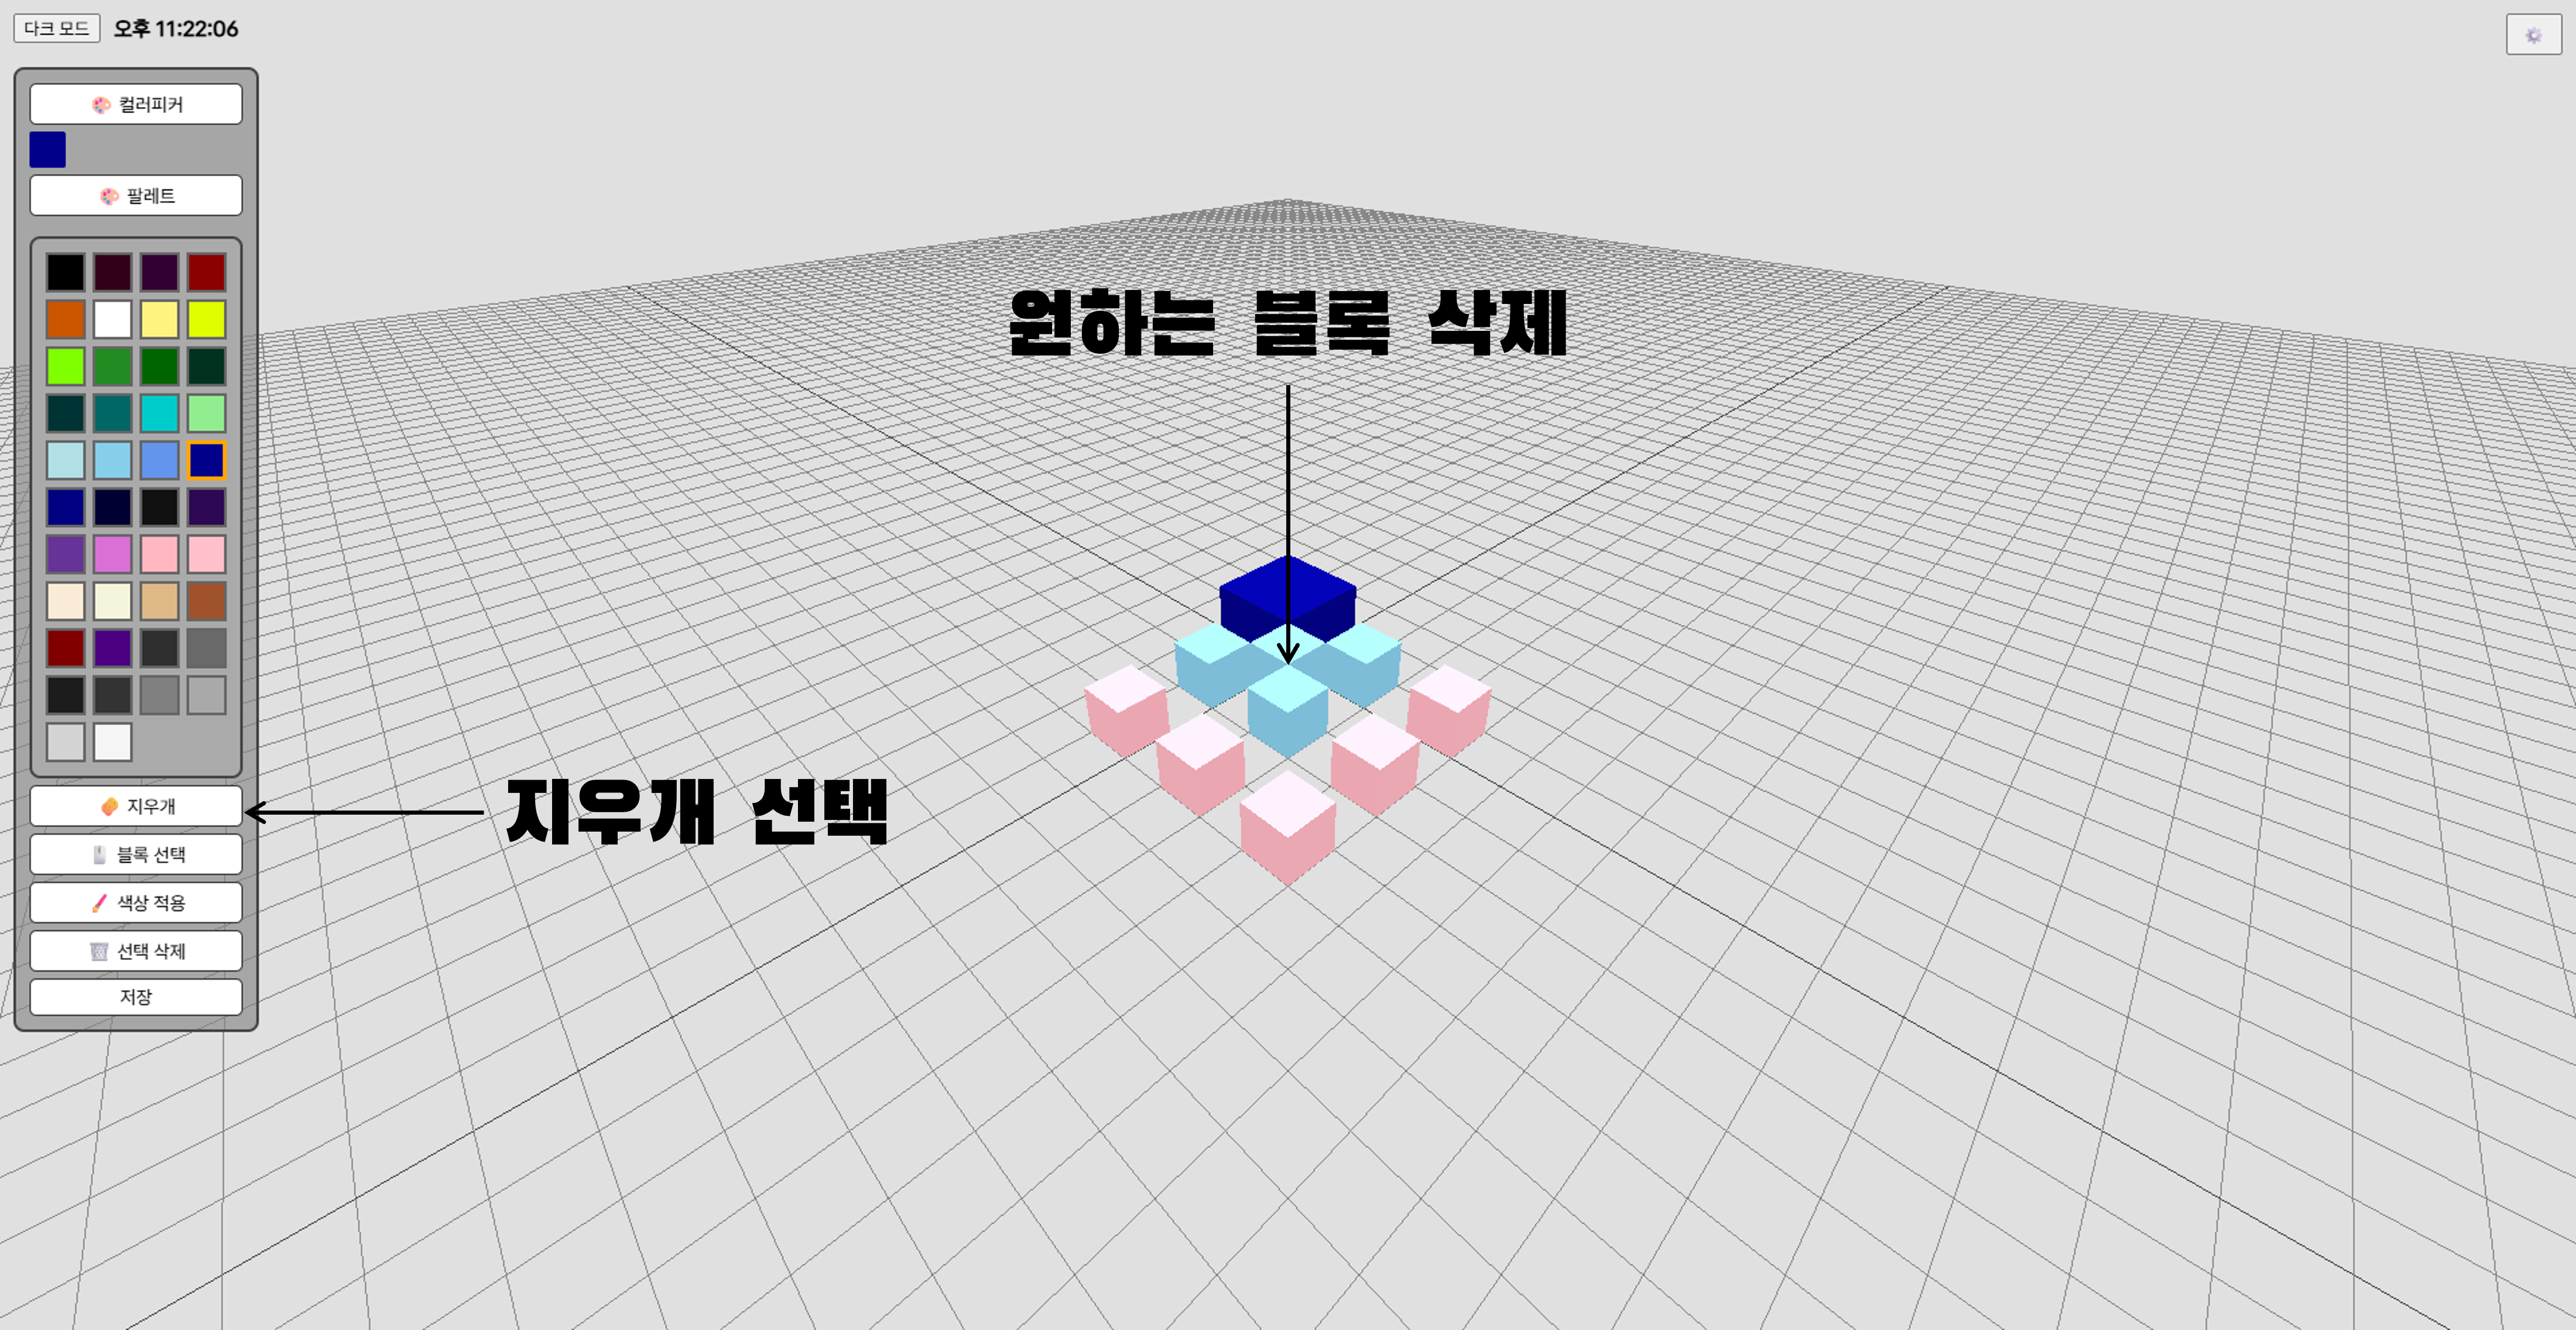 다크 모드 오후 11:22:06
컬러피커
팔레트
원하는 블록 삭제
지우개
지우개 선택
블록 선택
색상 적용
선택 삭제
저장